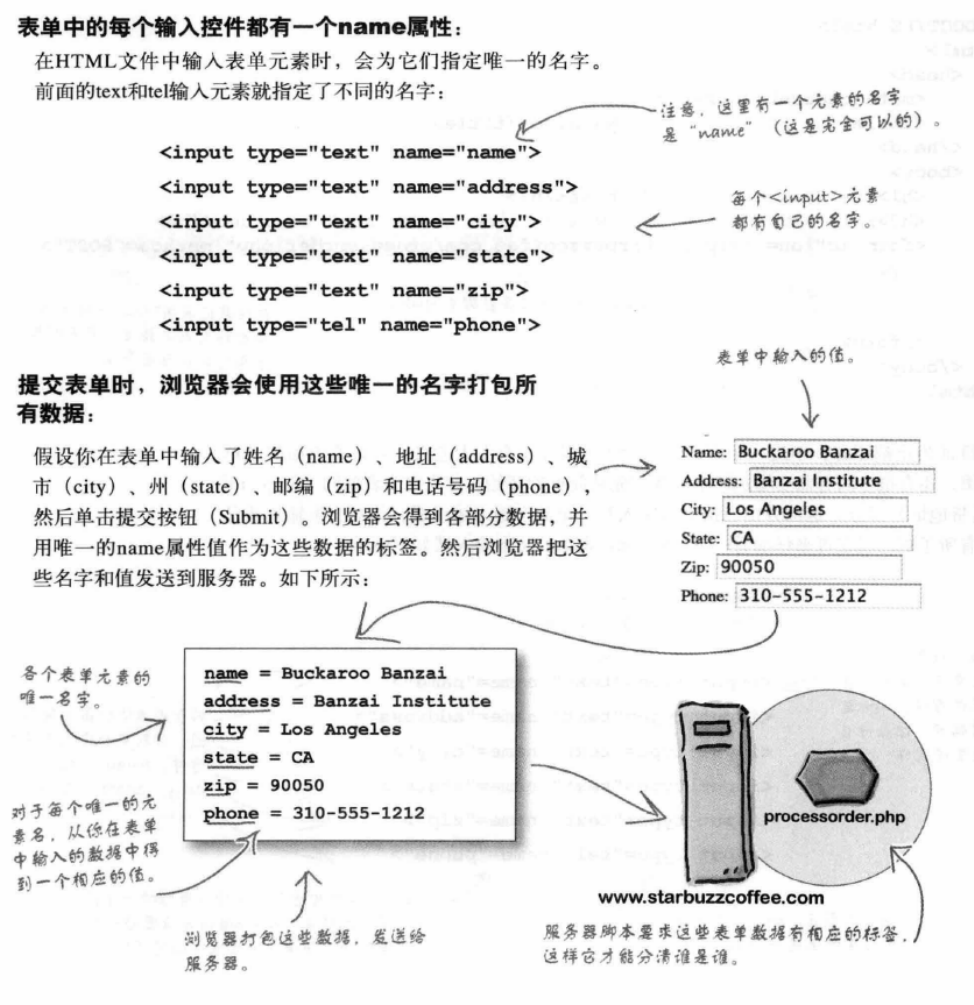 表单中的每个输入控件都有一个name属性：
在HTML文件中输入表单元素时，会为它们指定唯一的名字。
前面的text和tel输入元素就指定了不同的名字：
注意，这里有一个元素的名字
是“name”（这是完全可以的）。
<input type="text" name="name">
<input type="text" name="address">
<input type="text" name="city">
<input type="text" name="state">
<input type="text" name="zip">
<input type="tel" name="phone">
每个<input>元素
都有自己的名字。
表单中输入的值。
提交表单时，浏览器会使用这些唯一的名字打包所
有数据：
假设你在表单中输入了姓名（name）、地址（address）、城
市（city）、州（state）、邮编（zip）和电话号码（phone），
然后单击提交按钮（Submit）。浏览器会得到各部分数据，并
用唯一的name属性值作为这些数据的标签。然后浏览器把这
些名字和值发送到服务器。如下所示：
Name: Buckaroo Banzai
Address: Banzai Institute
City: Los Angeles
State: CA
Zip: 90050
Phone: 310-555-1212
各个表单元素的
唯一名字。
name = Buckaroo Banzai
address = Banzai Institute
city = Los Angeles
state = CA
zip = 90050
phone = 310-555-1212
对于每个唯一的元
素名，从你在表单
中输入的数据中得
到一个相应的值。
processorder.php
www.starbuzzcoffee.com
浏览器打包这些数据，发送给
服务器。
服务器脚本要求这些表单数据有相应的标签，
这样它才能分清谁是谁。